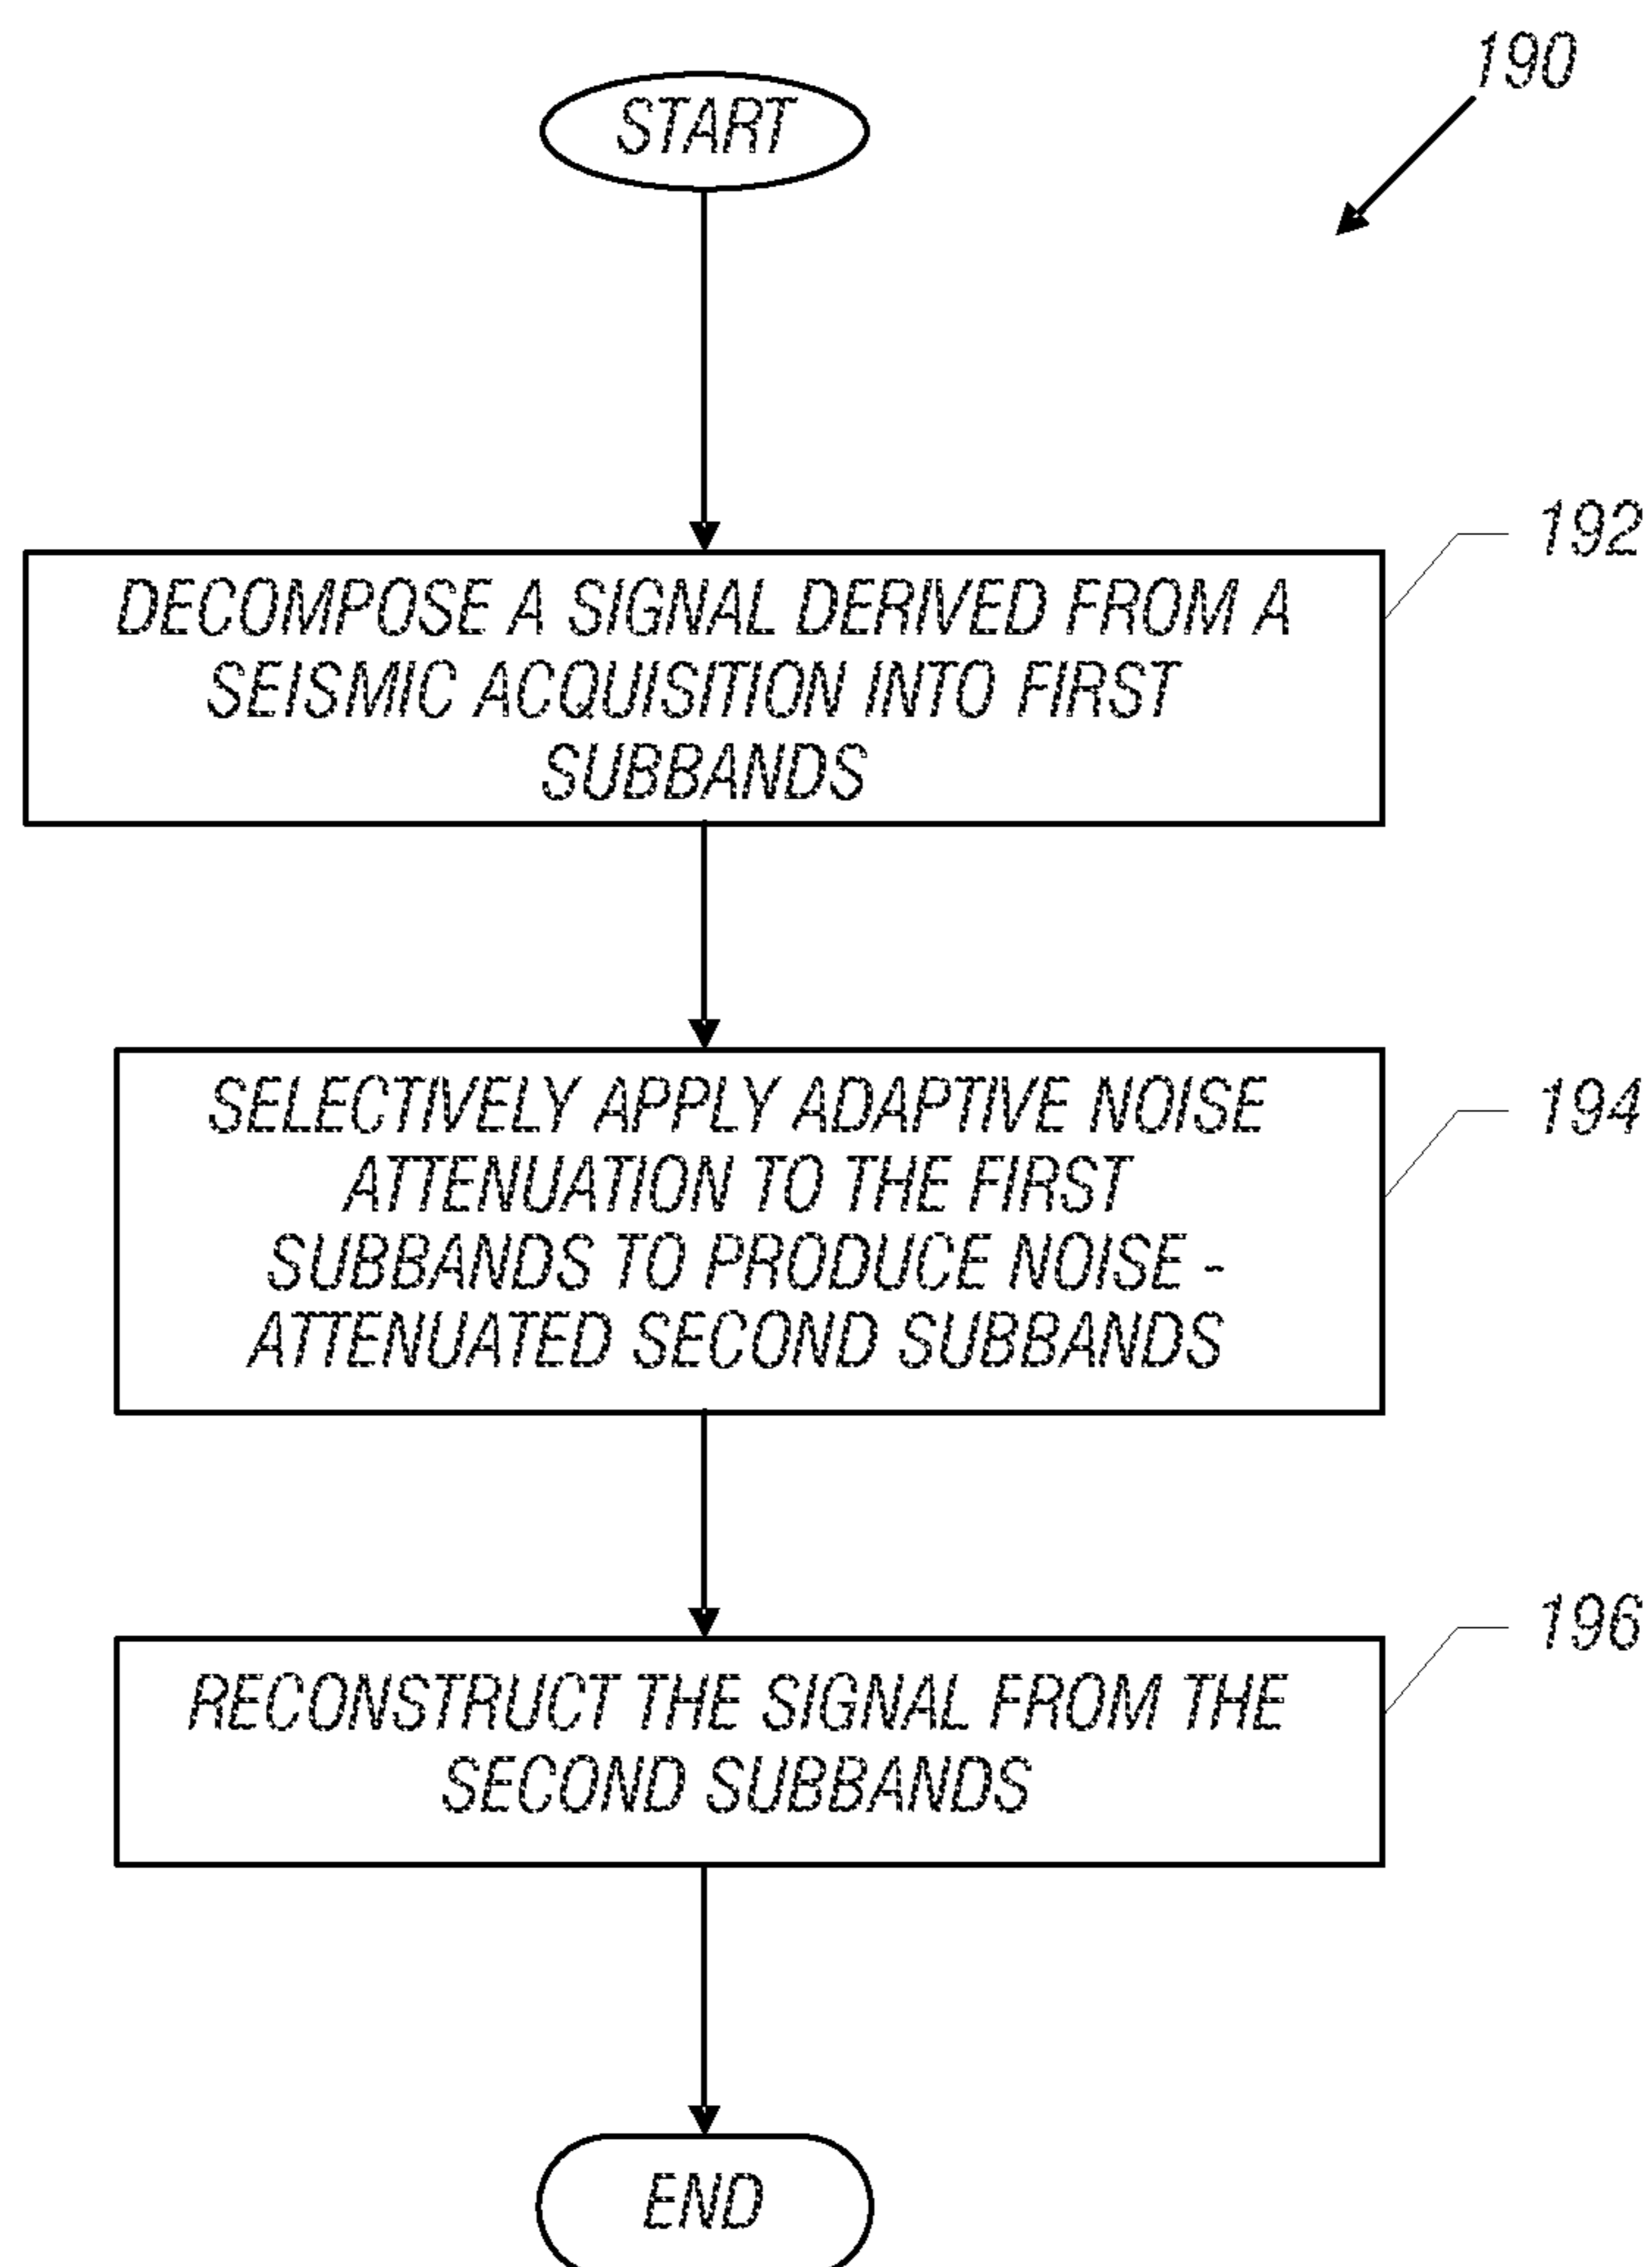 190
START
192
DECOMPOSE A SIGNAL DERIVED FROM A
SEISMIC ACQUISITION INTO FIRST
SUBBANDS
194
SELECTIVELY APPLY ADAPTIVE NOISE
ATTENUATION TO THE FIRST
SUBBANDS TO PRODUCE NOISE -
ATTENUATED SECOND SUBBANDS
196
RECONSTRUCT THE SIGNAL FROM THE
SECOND SUBBANDS
END